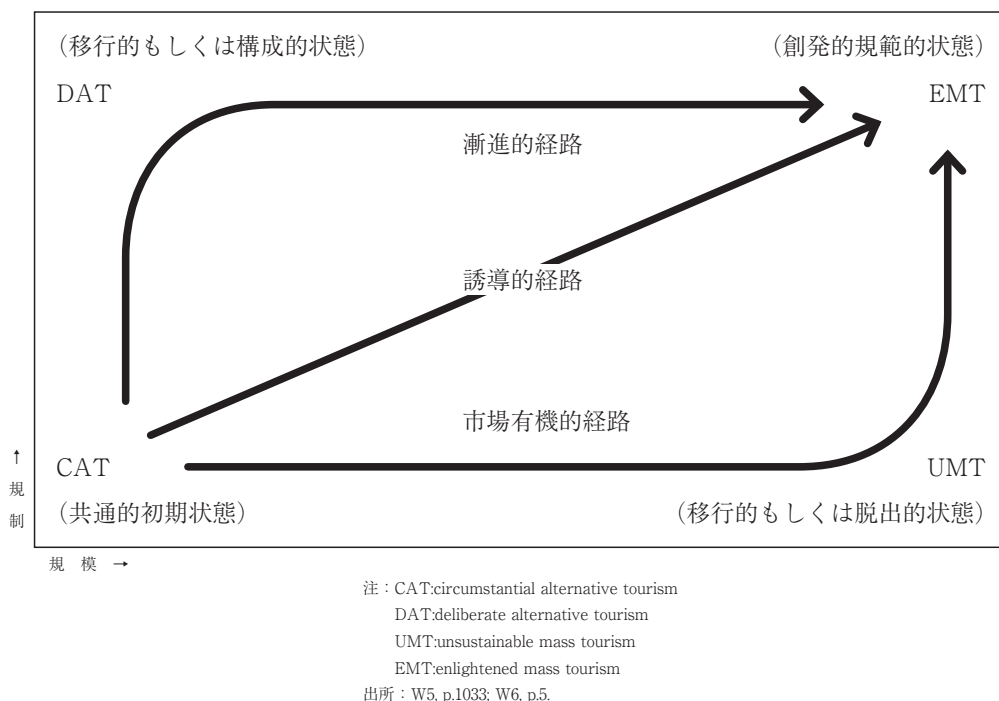 （移行的もしくは構成的状態）
（創発的規範的状態）
DAT
EMT
漸進的経路
誘導的経路
市場有機的経路
CAT
UMT
（共通的初期状態）
（移行的もしくは脱出的状態）
↑
規
制
規　模　→
注：CAT:circumstantial alternative tourism
DAT:deliberate alternative tourism
UMT:unsustainable mass tourism
EMT:enlightened mass tourism
出所：W5, p.1033; W6, p.5.